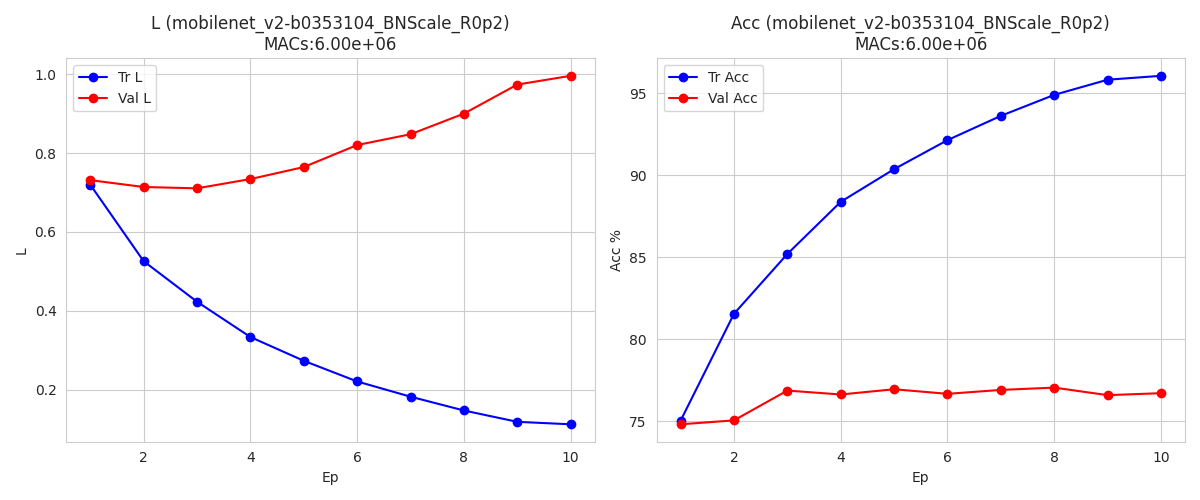 L (mobilenet_v2-b0353104_BNScale_R0p2)
MACs:6.00e+06
Tr L
Val L
1.0
0.8
0.6
0.4
0.2
L
2
4
6
8
10
Ep
Acc (mobilenet_v2-b0353104_BNScale_R0p2)
MACs:6.00e+06
Tr Acc
Val Acc
95
90
85
80
75
Acc %
2
4
6
8
10
Ep